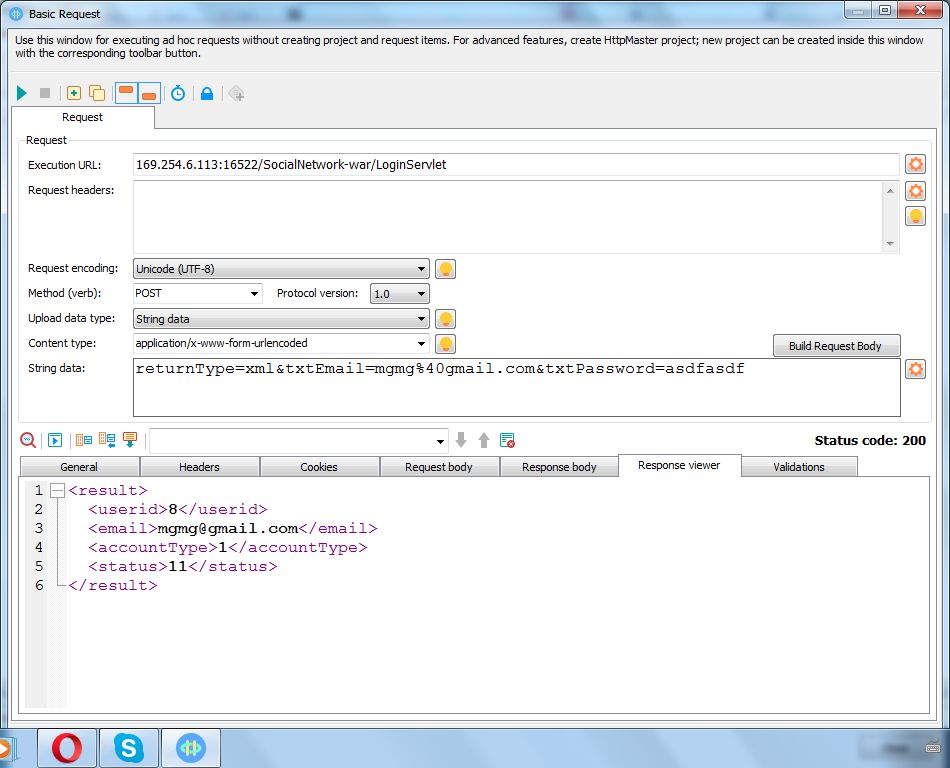 Basic Request
Use this window for executing ad hoc requests without creating project and request items. For advanced features, create HttpMaster project; new project can be created inside this window
with the corresponding toolbar button.
Request
Request
Execution URL: 169.254.6.113:16522/SocialNetwork-war/LoginServlet
Request headers:
Request encoding: Unicode (UTF-8)
Method (verb): POST Protocol version: 1.0
Upload data type: String data
Content type: application/x-www-form-urlencoded
Build Request Body
String data: returnType=xml&txtEmail=mgmg%40gmail.com&txtPassword=asdfasdf
Status code: 200
General Headers Cookies Request body Response body Response viewer Validations
1 <result>
2 <userid>8</userid>
3 <email>mgmg@gmail.com</email>
4 <accountType>1</accountType>
5 <status>11</status>
6 </result>